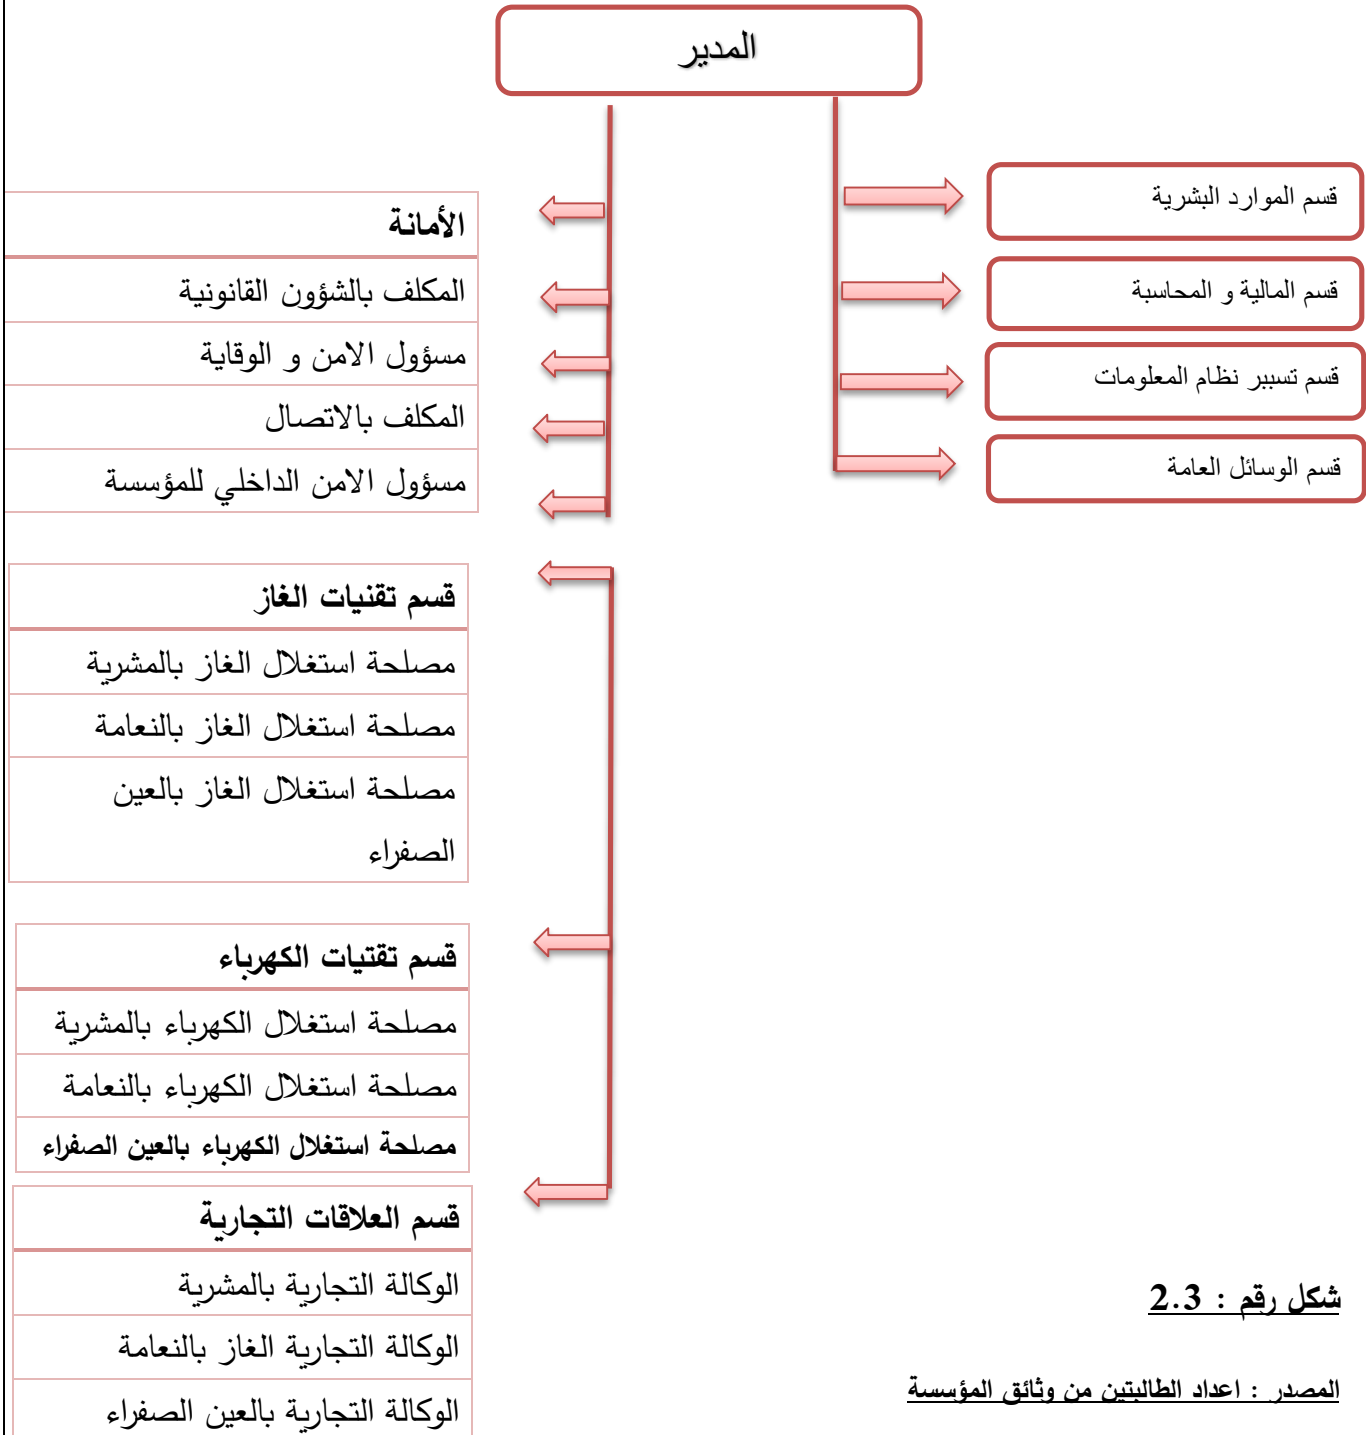 المدير
قسم الموارد البشرية
قسم المالية و المحاسبة
قسم تسيبر نظام المعلومات
قسم الوسائل العامة
الأمانة
المكلف بالشؤون القانونية
مسؤول الامن و الوقاية
المكلف بالاتصال
مسؤول الامن الداخلي للمؤسسة
قسم تقنيات الغاز
مصلحة استغلال الغاز بالمشرية
مصلحة استغلال الغاز بالنعامة
مصلحة استغلال الغاز بالعين
الصفراء
قسم تقتيات الكهرباء
مصلحة استغلال الكهرباء بالمشرية
مصلحة استغلال الكهرباء بالنعامة
مصلحة استغلال الكهرباء بالعين الصفراء
قسم العلاقات التجارية
الوكالة التجارية بالمشرية
الوكالة التجارية الغاز بالنعامة
الوكالة التجارية بالعين الصفراء
شكل رقم : 2.3
المصدر : اعداد الطالبتين من وثائق المؤسسة